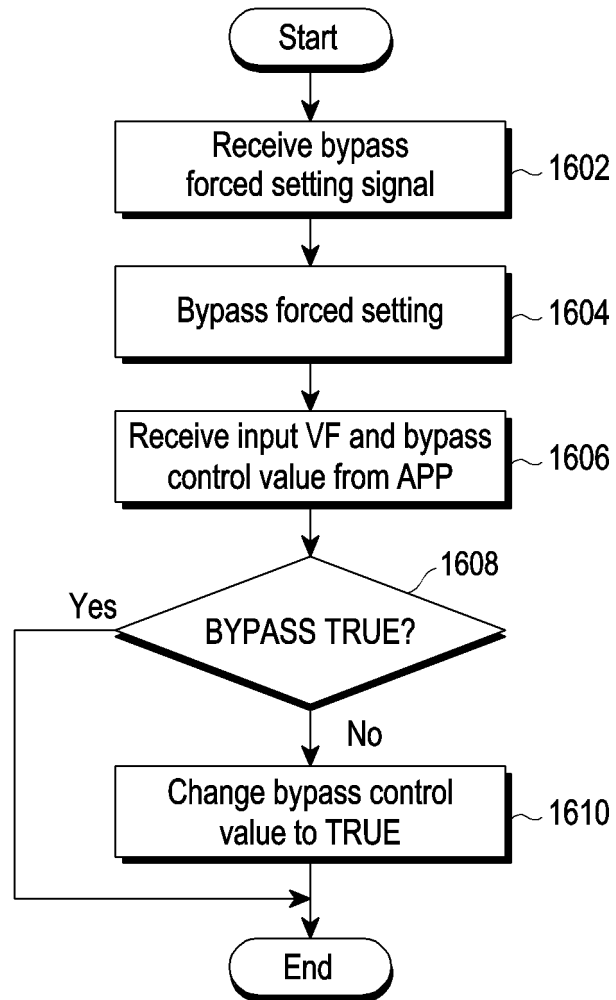 Start
Receive bypass
forced setting signal
1602
Bypass forced setting
1604
Receive input VF and bypass
control value from APP
1606
1608
Yes
BYPASS TRUE?
No
Change bypass control
value to TRUE
1610
End